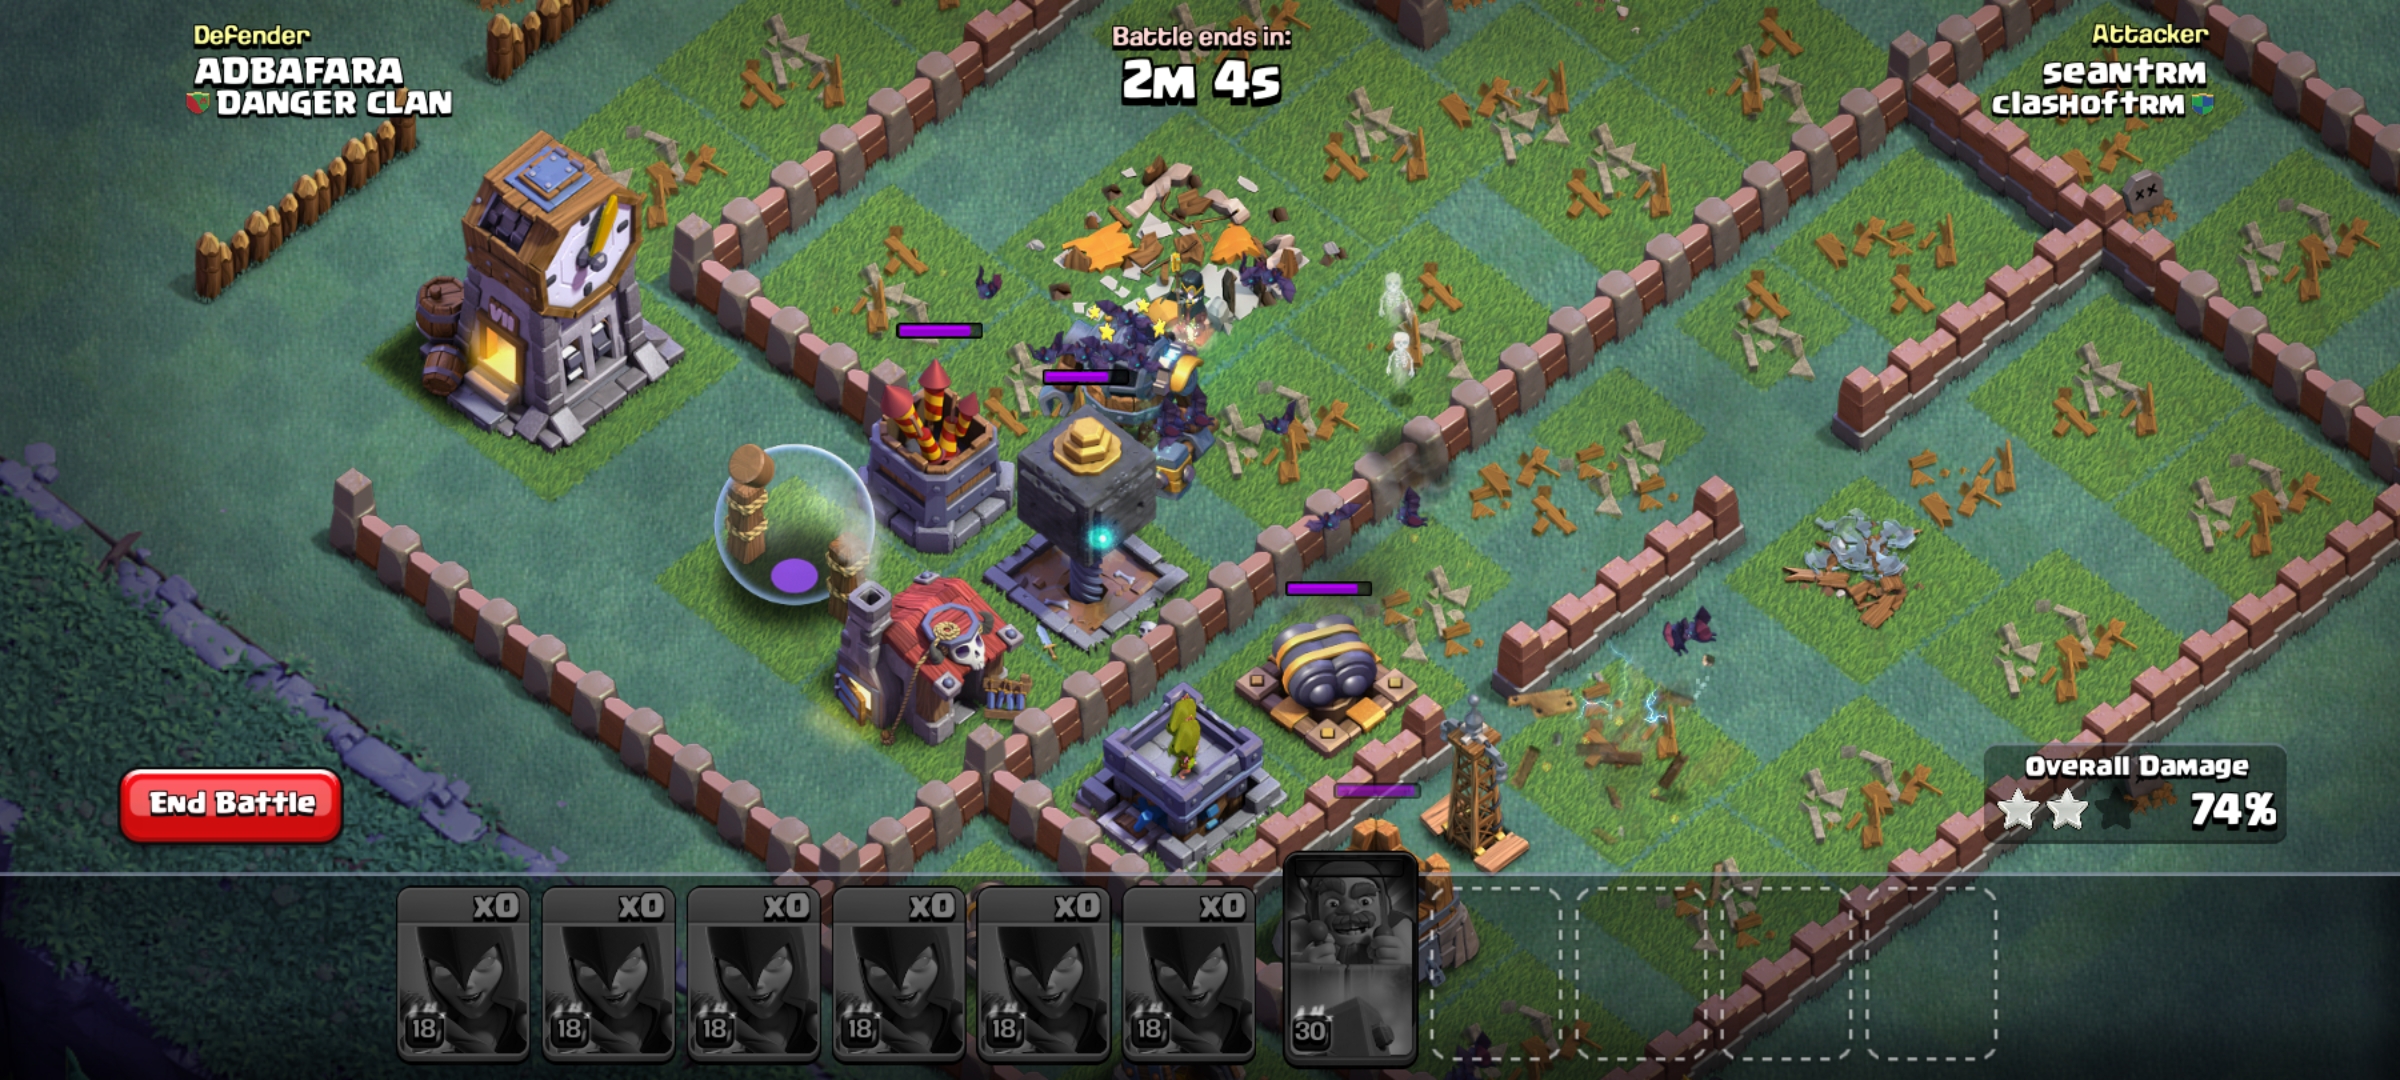 Defender
ADBAFARA
DANGER CLAN
Battle ends in:
2M 4s
Attacker
seantRM
clashoftRM
VII
End Battle
Overall Damage
74%
x0
x0
x0
x0
x0
x0
18
18
18
18
18
18
30